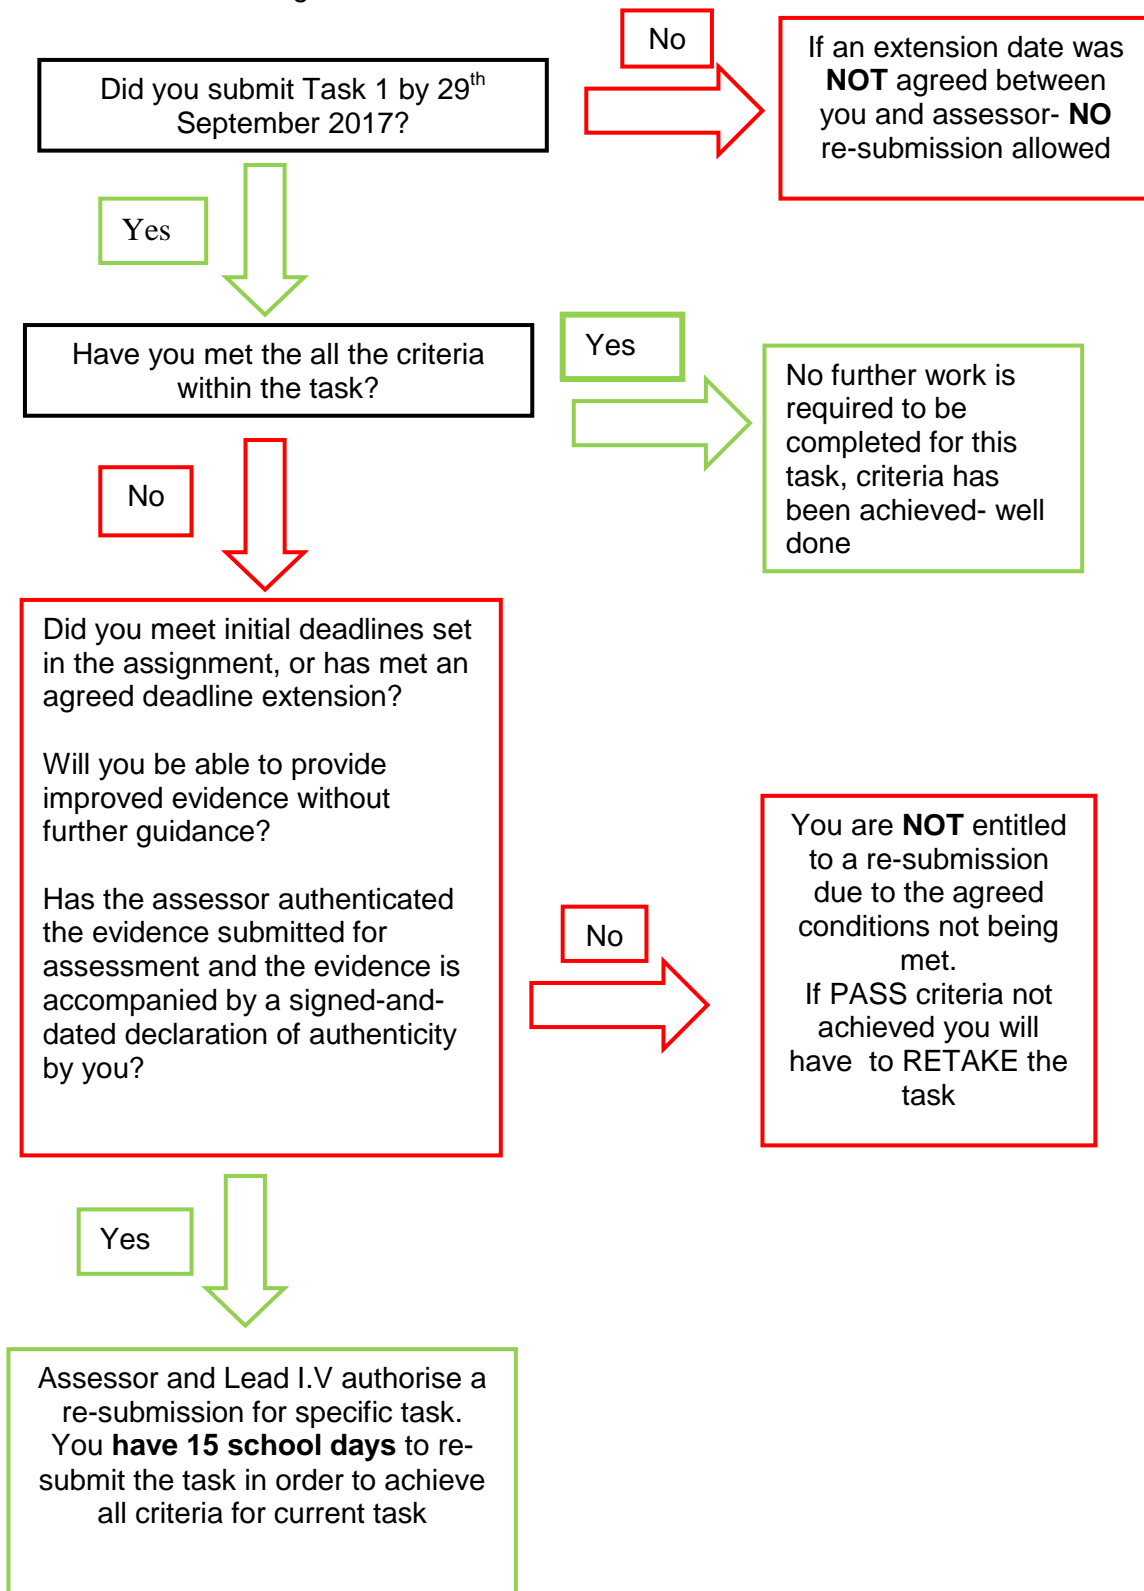 No
If an extension date was
NOT agreed between
you and assessor- NO
re-submission allowed
Did you submit Task 1 by 29th
September 2017?
Yes
Have you met the all the criteria
within the task?
Yes
No further work is
required to be
completed for this
task, criteria has
been achieved- well
done
No
Did you meet initial deadlines set
in the assignment, or has met an
agreed deadline extension?
Will you be able to provide
improved evidence without
further guidance?
Has the assessor authenticated
the evidence submitted for
assessment and the evidence is
accompanied by a signed-and-
dated declaration of authenticity
by you?
No
You are NOT entitled
to a re-submission
due to the agreed
conditions not being
met.
If PASS criteria not
achieved you will
have to RETAKE the
task
Yes
Assessor and Lead I.V authorise a
re-submission for specific task.
You have 15 school days to re-
submit the task in order to achieve
all criteria for current task